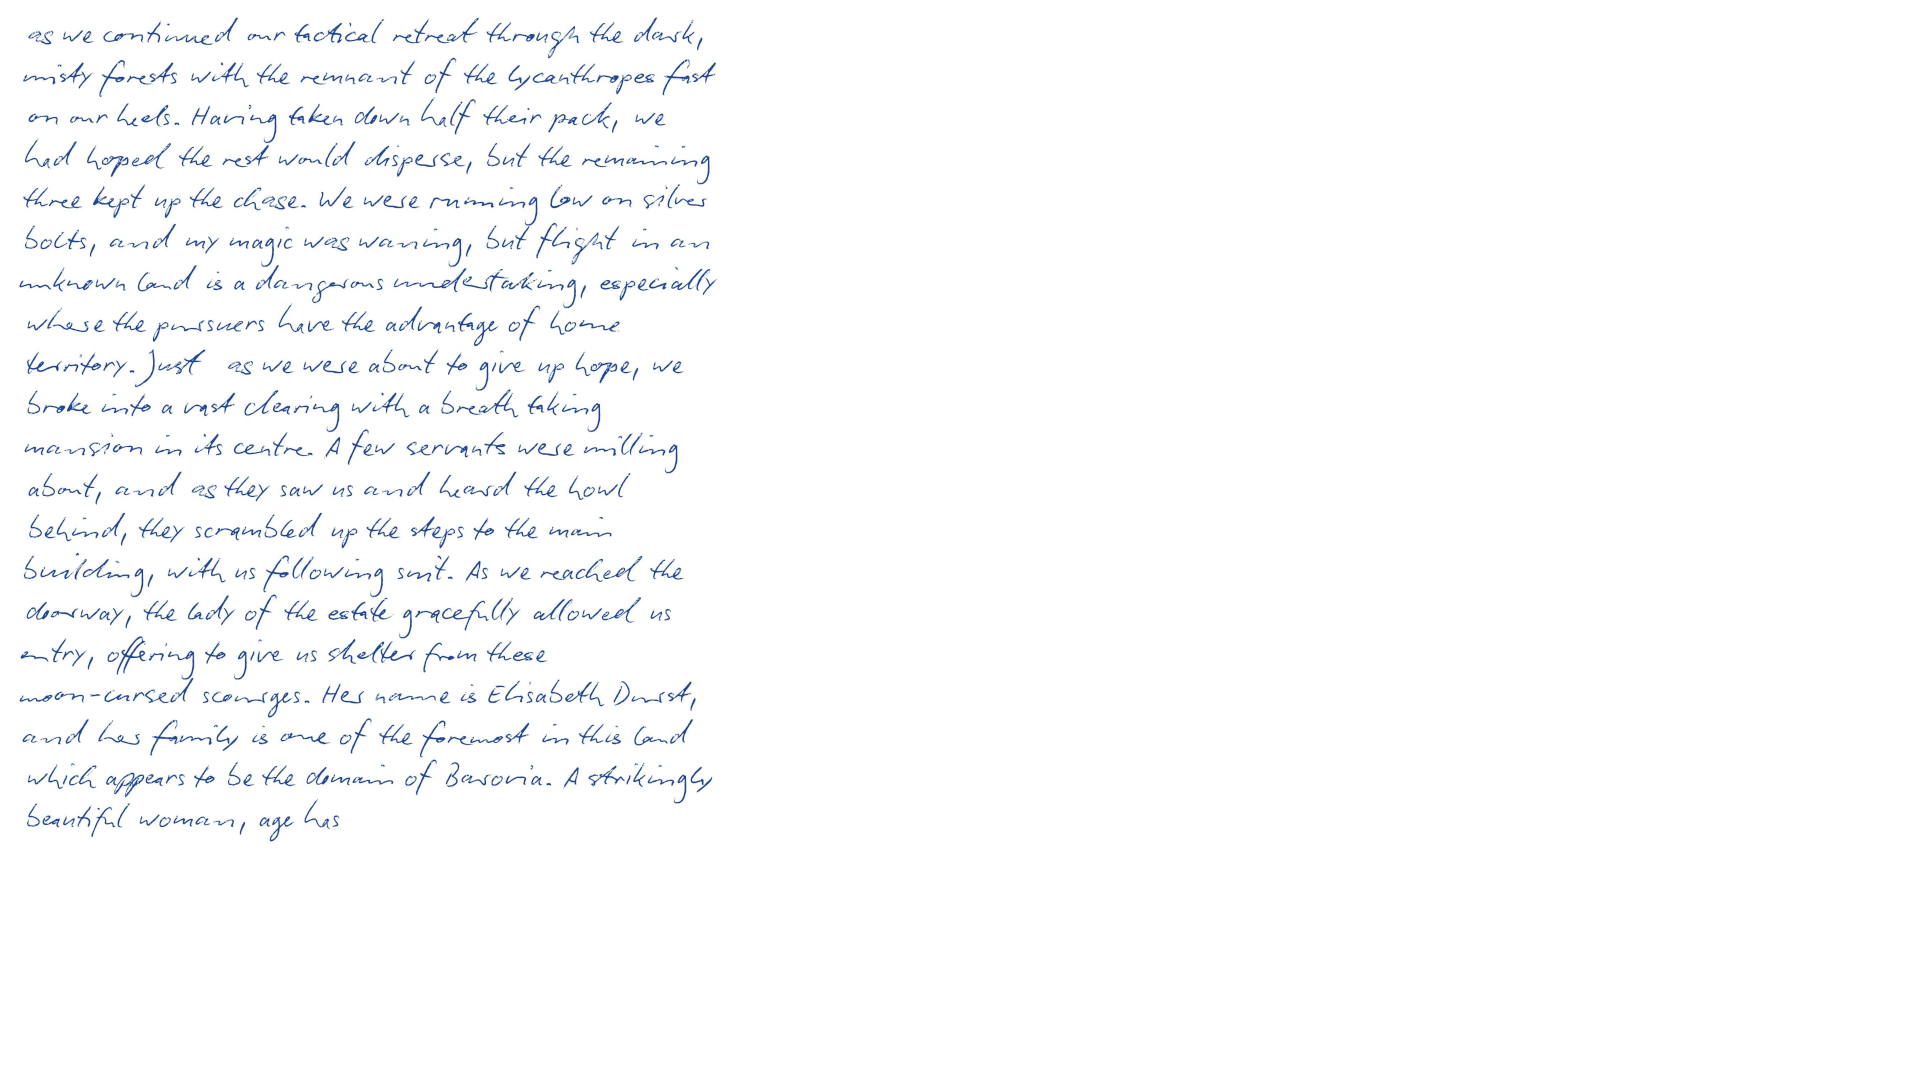 as we continued our tactical retreat through the dark,
misty forests with the remnant of the lycanthropes fast
on our heels. Having taken down half their pack, we
had hoped the rest would disperse, but the remaining
three kept up the chase. We were running low on silver
bolts, and my magic was waning, but flight in an
unknown land is a dangerous undertaking, especially
where the pursuers have the advantage of home
territory. Just as we were about to give up hope, we
broke into a vast clearing with a breath taking
mansion in its centre. A few servants were milling
about, and as they saw us and heard the howl
behind, they scrambled up the steps to the main
building, with us following suit. As we reached the
doorway, the lady of the estate gracefully allowed us
entry, offering to give us shelter from these
moon-cursed scourges. Her name is Elisabeth Durst,
and her family is one of the foremost in this land
which appears to be the domain of Barovia. A strikingly
beautiful woman, age has